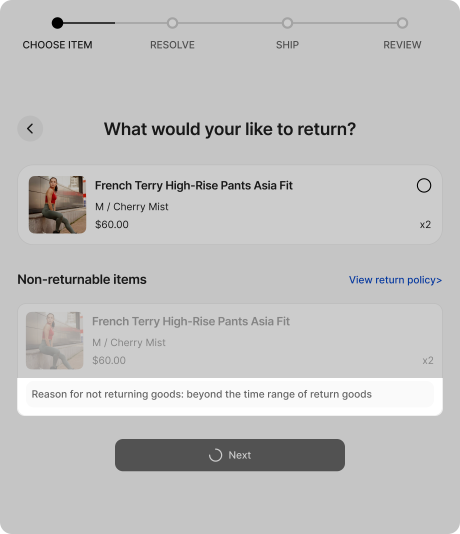 CHOOSE ITEM
RESOLVE
SHIP
REVIEW
What would your like to return?
French Terry High-Rise Pants Asia Fit
M / Cherry Mist
$60.00
x2
Non-returnable items
View return policy>
French Terry High-Rise Pants Asia Fit
M / Cherry Mist
$60.00
x2
Reason for not returning goods: beyond the time range of return goods
Next